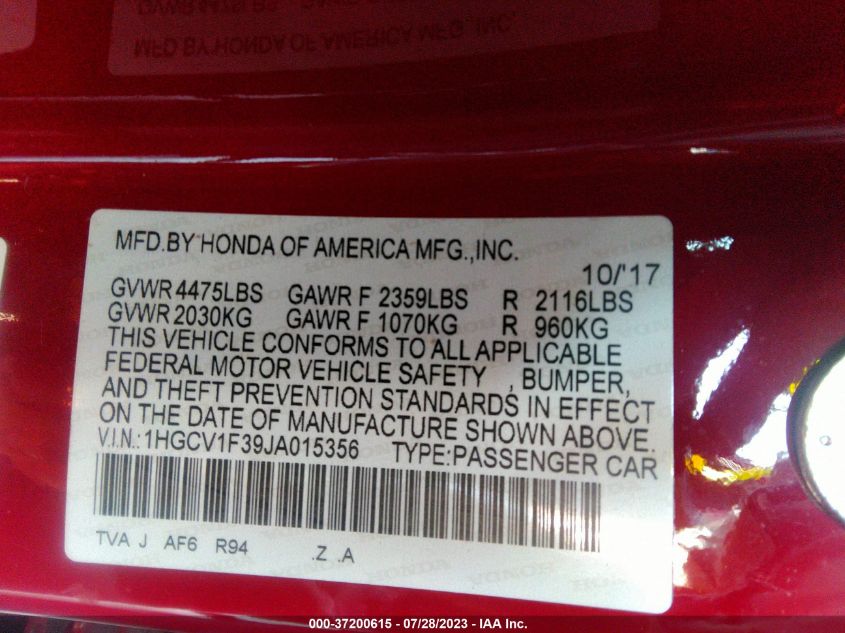 MFD.BY HONDA OF AMERICA MFG.,INC.
10/'17
GVWR 4475LBS GAWR F 2359LBS R 2116LBS
GVWR 2030KG GAWR F 1070KG R 960KG
THIS VEHICLE CONFORMS TO ALL APPLICABLE
FEDERAL MOTOR VEHICLE SAFETY , BUMPER,
AND THEFT PREVENTION STANDARDS IN EFFECT
ON THE DATE OF MANUFACTURE SHOWN ABOVE.
V.I.N.:1HGCV1F39JA015356 TYPE:PASSENGER CAR
TVA J AF6 R94 .Z .A
000-37200615 / 07/28/2023 - IAA Inc.